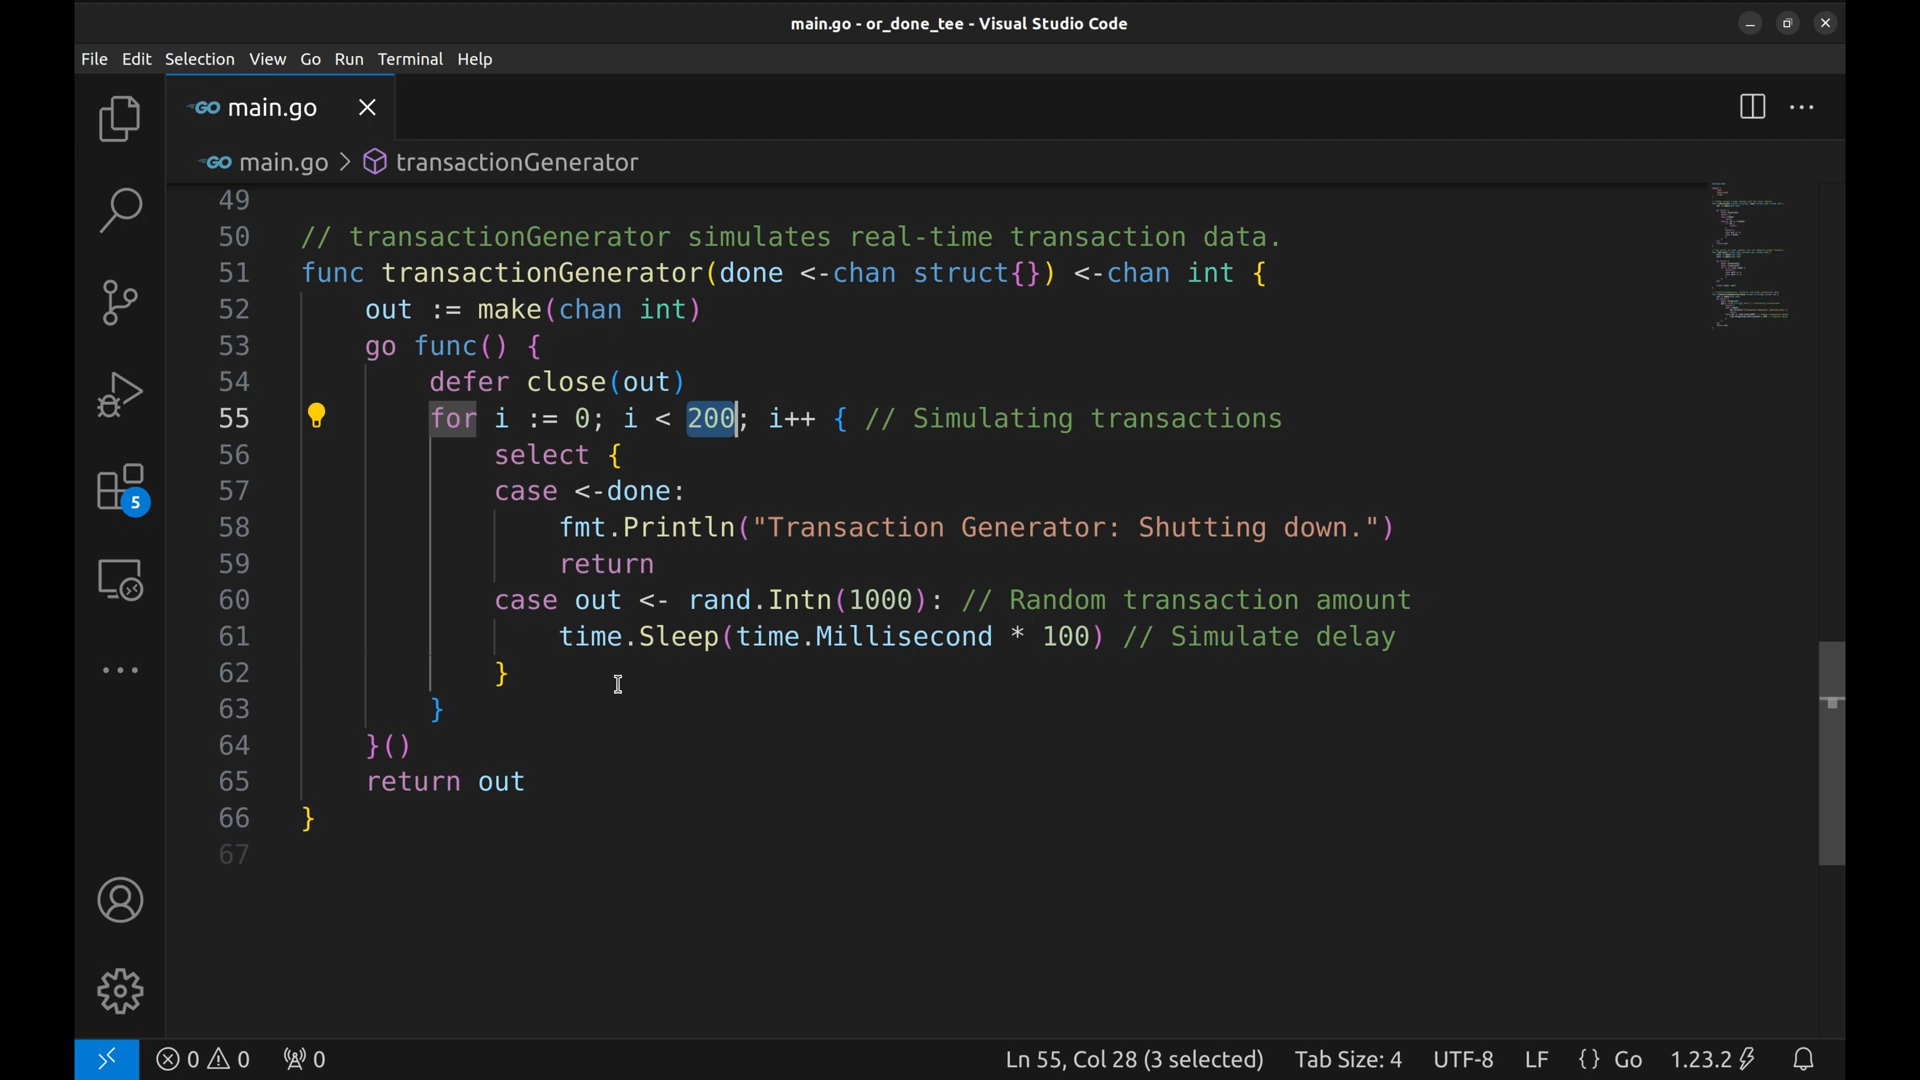 main.go - or_done_tee - Visual Studio Code
File Edit Selection View Go Run Terminal Help
GO main.go
GO main.go > transactionGenerator
49
50 // transactionGenerator simulates real-time transaction data.
51 func transactionGenerator(done <-chan struct{}) <-chan int {
52 out := make(chan int)
53 go func() {
54 defer close(out)
55 for i := 0; i < 200; i++ { // Simulating transactions
56 select {
57 case <-done:
58 fmt.Println("Transaction Generator: Shutting down.")
59 return
60 case out <- rand.Intn(1000): // Random transaction amount
61 time.Sleep(time.Millisecond * 100) // Simulate delay
62 }
63 }
64 }()
65 return out
66 }
67
5
0 0 0 Ln 55, Col 28 (3 selected) Tab Size: 4 UTF-8 LF {} Go 1.23.2